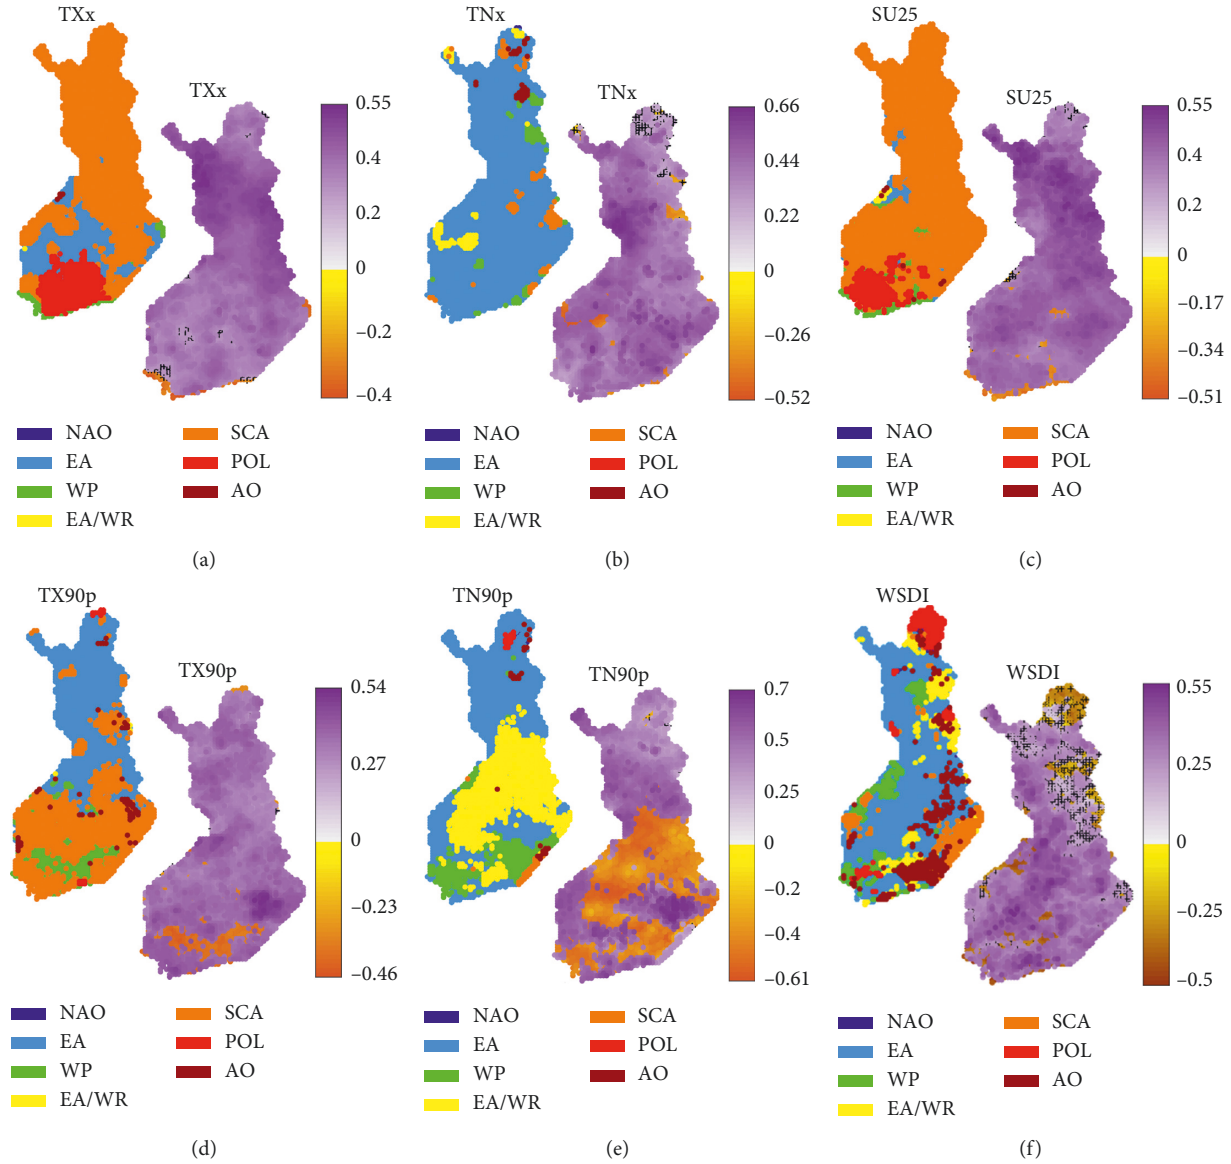 TXx
TXx
0.55
0.4
0.2
0
–0.2
–0.4
NAO
SCA
EA
POL
WP
AO
EA/WR
(a)
TNx
TNx
0.66
0.44
0.22
0
–0.26
–0.52
NAO
SCA
EA
POL
WP
AO
EA/WR
(b)
SU25
SU25
0.55
0.4
0.2
0
–0.17
–0.34
–0.51
NAO
SCA
EA
POL
WP
AO
EA/WR
(c)
TX90p
TX90p
0.54
0.27
0
–0.23
–0.46
NAO
SCA
EA
POL
WP
AO
EA/WR
(d)
TN90p
TN90p
0.7
0.5
0.2
0
–0.2
–0.4
–0.61
NAO
SCA
EA
POL
WP
AO
EA/WR
(e)
WSDI
WSDI
0.55
0.25
0
–0.25
–0.5
NAO
SCA
EA
POL
WP
AO
EA/WR
(f)